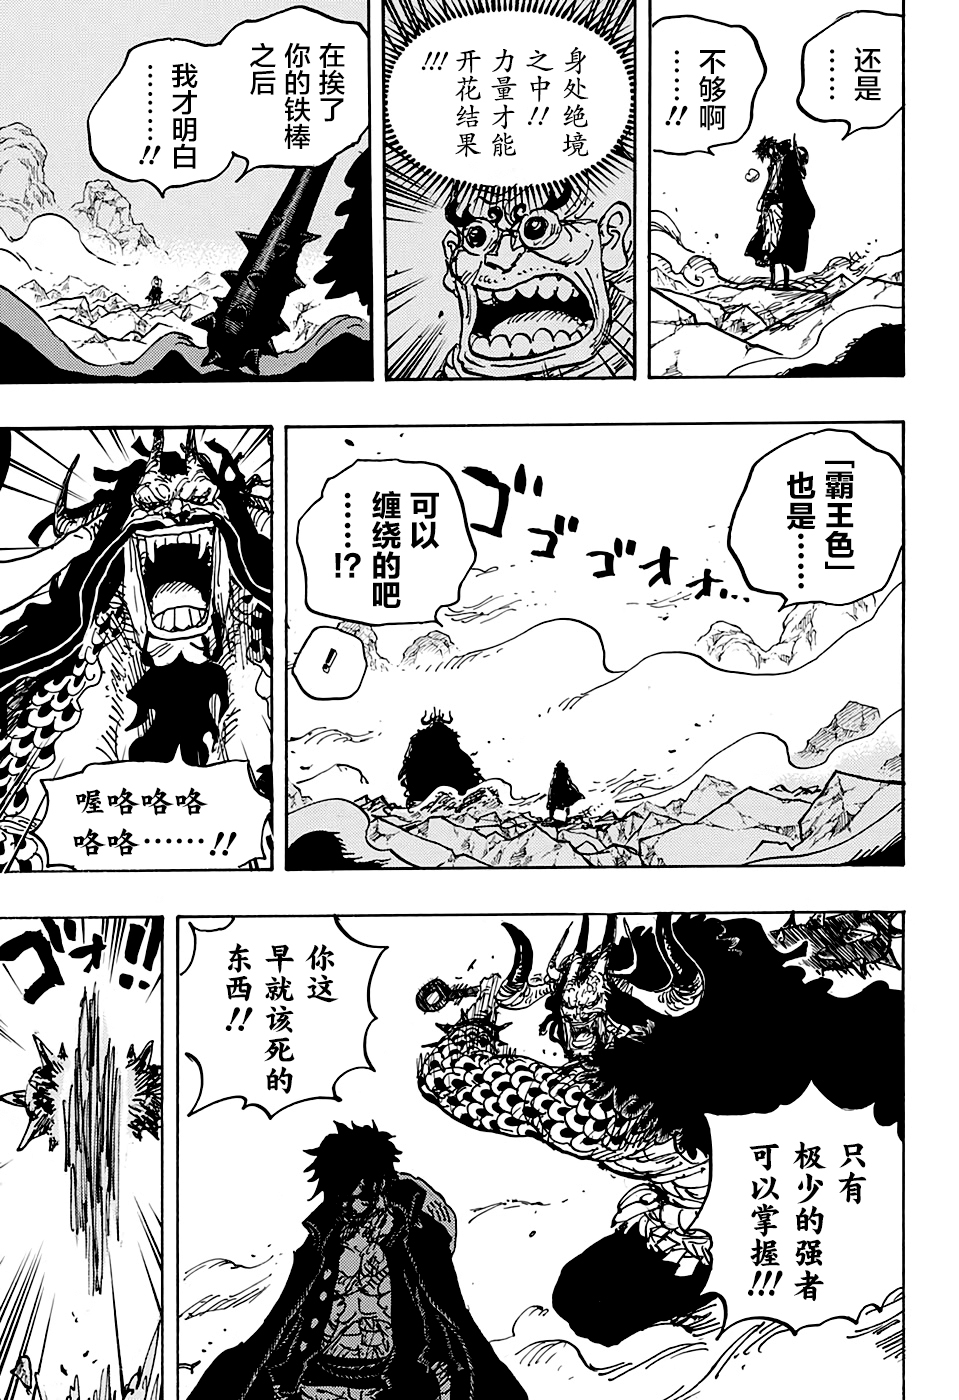 还是
……
不够啊
……!!
身处绝境
之中!!
力量才能
开花结果
!!!
在挨了
你的铁棒
之后
我才明白
……!!
「霸王色」
也是……
可以
缠绕的吧
……!?
ゴゴゴゴオオ…
!
喔咯咯咯
咯咯……!!
只有
极少的强者
可以掌握!!!
你这
早就该死的
东西!!
ゴオ!!